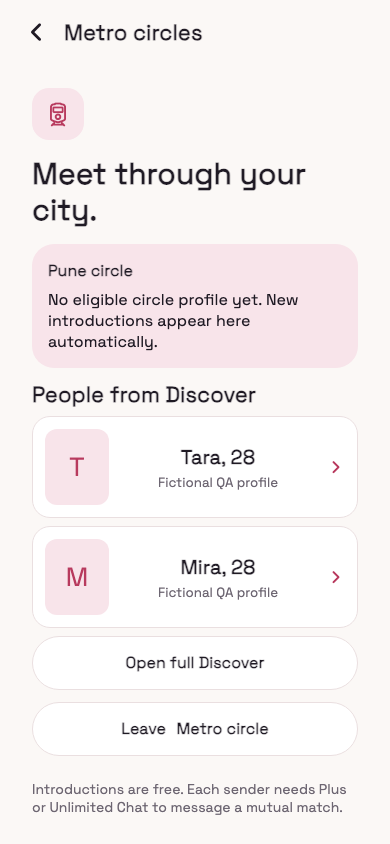 Metro circles
Meet through your
city.
Pune circle
No eligible circle profile yet. New
introductions appear here
automatically.
People from Discover
T
Tara, 28
Fictional QA profile
M
Mira, 28
Fictional QA profile
Open full Discover
Leave Metro circle
Introductions are free. Each sender needs Plus
or Unlimited Chat to message a mutual match.